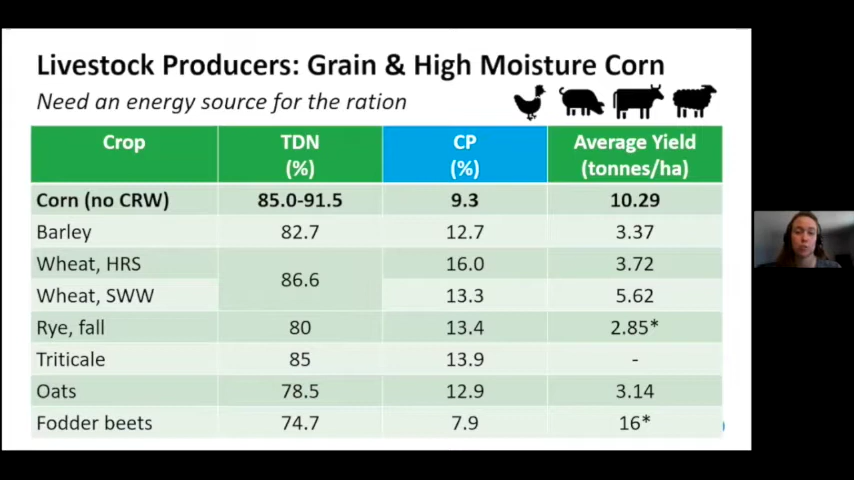 Livestock Producers: Grain & High Moisture Corn
Need an energy source for the ration
Crop TDN (%) CP (%) Average Yield (tonnes/ha)
Corn (no CRW) 85.0-91.5 9.3 10.29
Barley 82.7 12.7 3.37
Wheat, HRS 86.6 16.0 3.72
Wheat, SWW 13.3 5.62
Rye, fall 80 13.4 2.85*
Triticale 85 13.9 -
Oats 78.5 12.9 3.14
Fodder beets 74.7 7.9 16*